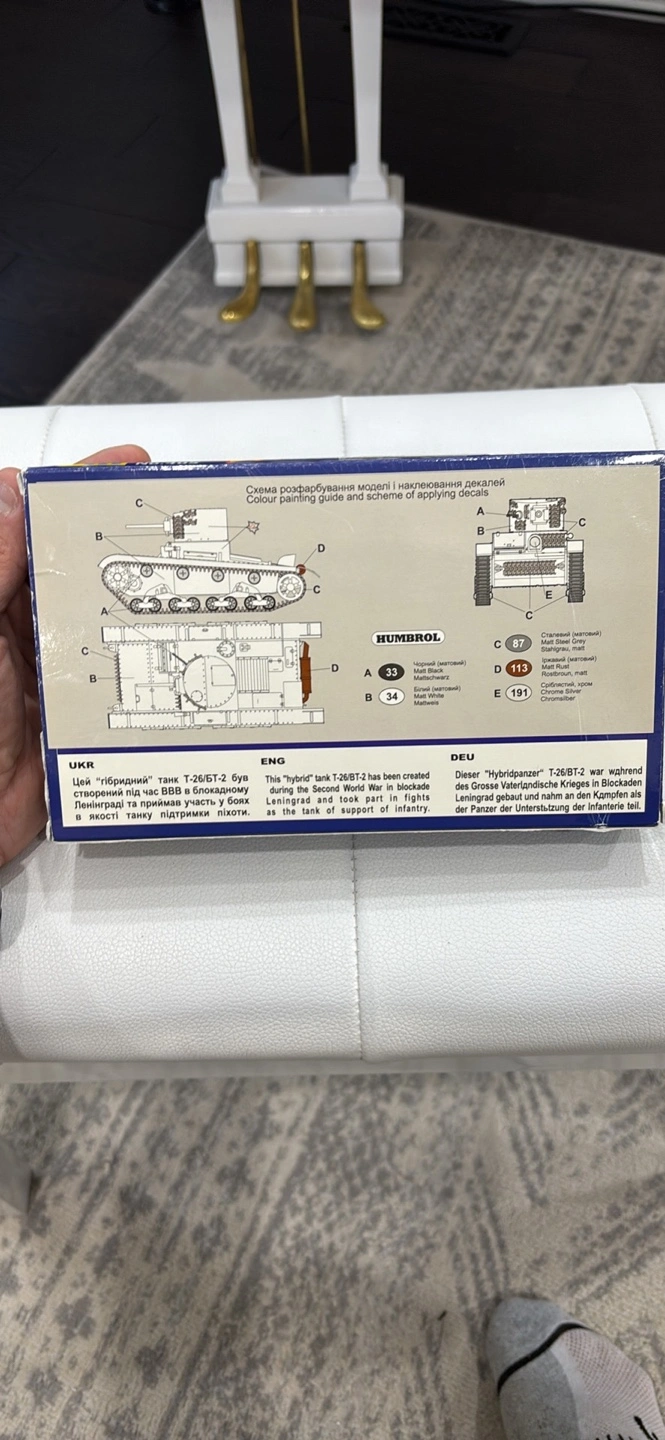 Схема розфарбування моделі і наклеювання декалей
Colour painting guide and scheme of applying decals
C
B
A
D
C
C
B
D
A
B
C
E
C
HUMBROL
A 33 Чорний (матовий)
Matt Black
Mattschwarz
B 34 Білий (матовий)
Matt White
Mattweis
C 87 Сталевий (матовий)
Matt Steel Grey
Stahlgrau, matt
D 113 Іржавий (матовий)
Matt Rust
Rostbroun, matt
E 191 Сріблястий, хром
Chrome Silver
Chromsilber
UKR
Цей "гібридний" танк Т-26/БТ-2 був
створений під час ВВВ в блокадному
Ленінграді та приймав участь у боях
в якості танку підтримки піхоти.
ENG
This "hybrid" tank T-26/BT-2 has been created
during the Second World War in blockade
Leningrad and took part in fights
as the tank of support of infantry.
DEU
Dieser "Hybridpanzer" T-26/BT-2 war wдhrend
des Grosse Vaterlдndische Krieges in Blockaden
Leningrad gebaut und nahm an den Kдmpfen als
der Panzer der Unterstьtzung der Infanterie teil.